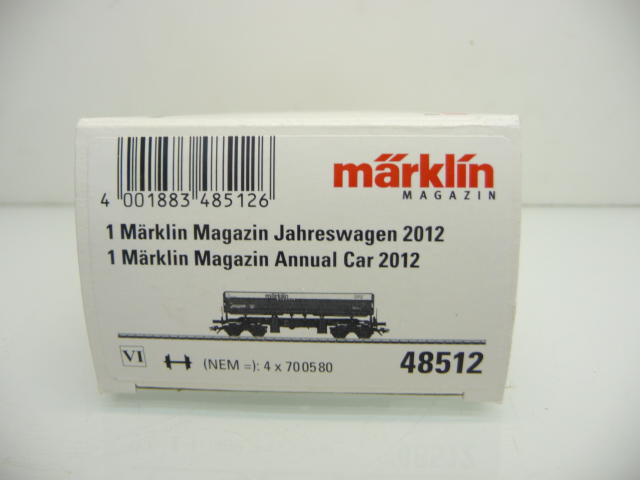 märklin
MAGAZIN
4 001883 485126
1 Märklin Magazin Jahreswagen 2012
1 Märklin Magazin Annual Car 2012
märklin
VI
(NEM =): 4 x 700580
48512